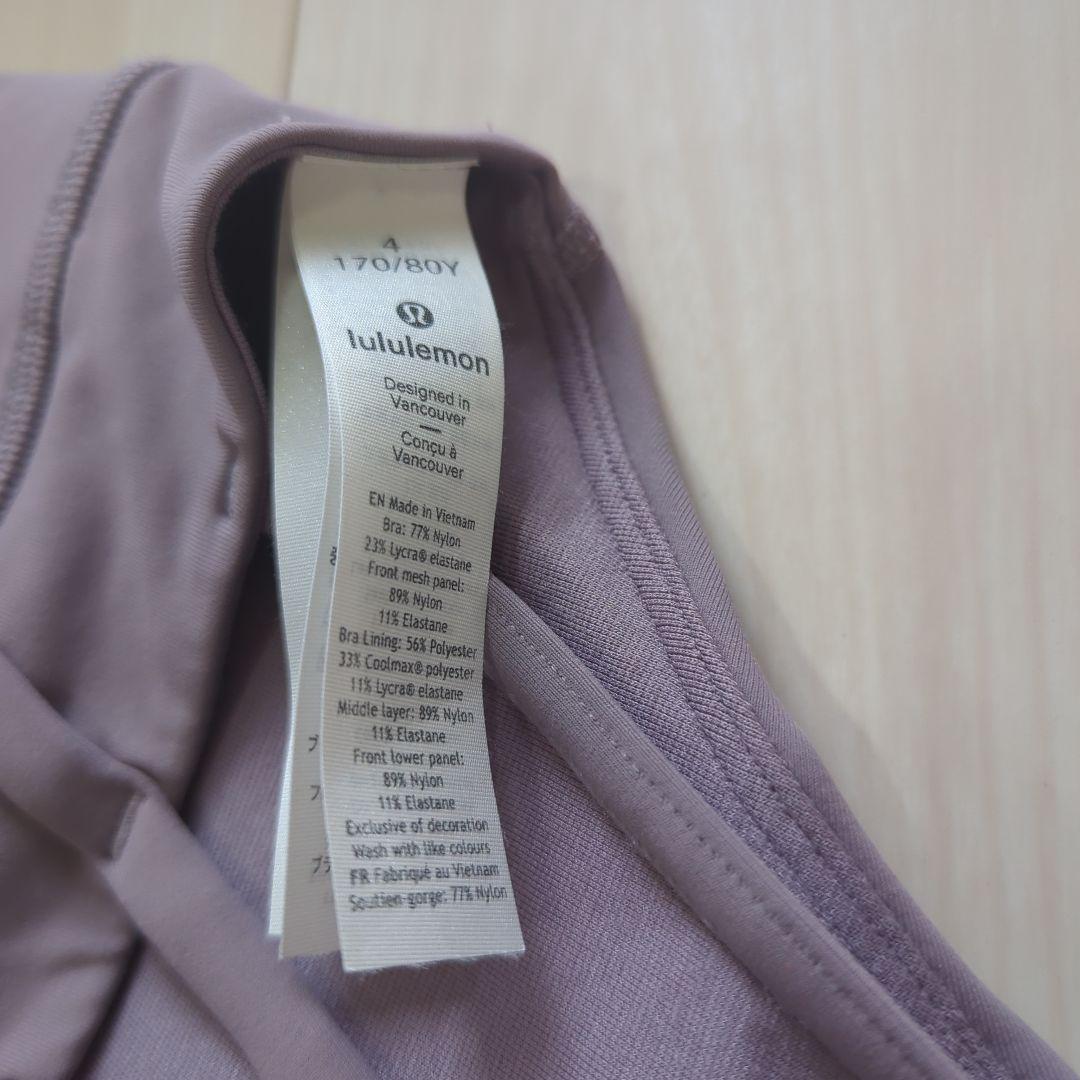 4
170/80Y
lululemon
Designed in
Vancouver
—
Conçu à
Vancouver
EN Made in Vietnam
Bra: 77% Nylon
23% Lycra® elastane
Front mesh panel:
89% Nylon
11% Elastane
Bra Lining: 56% Polyester
33% Coolmax® polyester
11% Lycra® elastane
Middle layer: 89% Nylon
11% Elastane
Front lower panel:
89% Nylon
11% Elastane
Exclusive of decoration
Wash with like colours
FR Fabriqué au Vietnam
Soutien-gorge: 77% Nylon